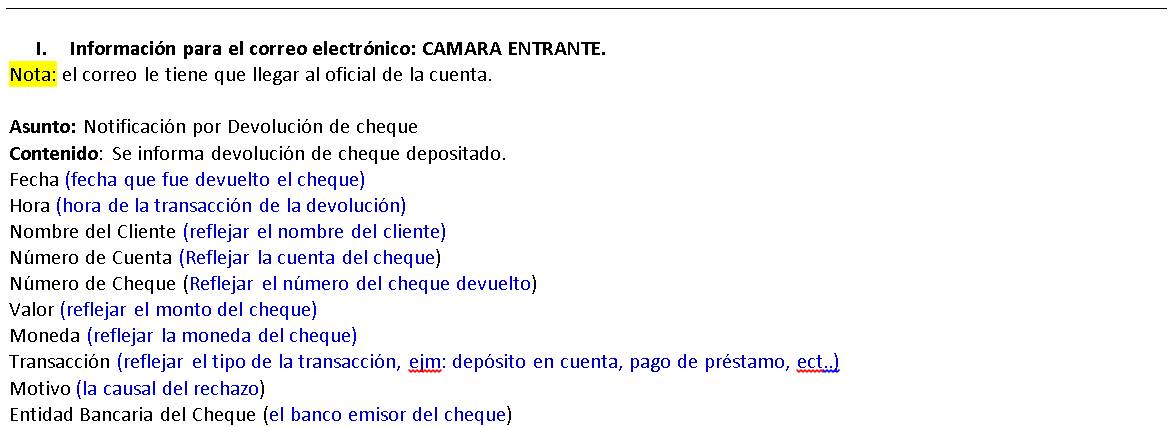 I. Información para el correo electrónico: CAMARA ENTRANTE.
Nota: el correo le tiene que llegar al oficial de la cuenta.
Asunto: Notificación por Devolución de cheque
Contenido: Se informa devolución de cheque depositado.
Fecha (fecha que fue devuelto el cheque)
Hora (hora de la transacción de la devolución)
Nombre del Cliente (reflejar el nombre del cliente)
Número de Cuenta (Reflejar la cuenta del cheque)
Número de Cheque (Reflejar el número del cheque devuelto)
Valor (reflejar el monto del cheque)
Moneda (reflejar la moneda del cheque)
Transacción (reflejar el tipo de la transacción, ejm: depósito en cuenta, pago de préstamo, ect..)
Motivo (la causal del rechazo)
Entidad Bancaria del Cheque (el banco emisor del cheque)